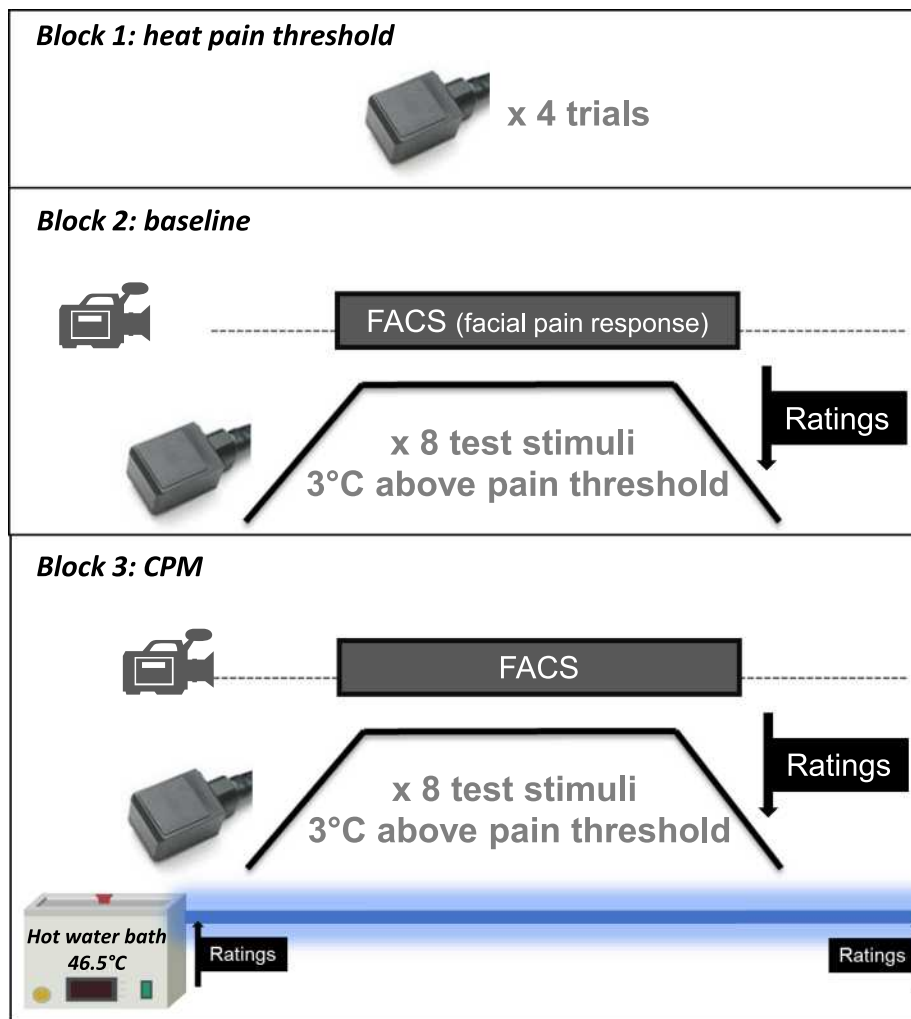 Block 1: heat pain threshold
x 4 trials
Block 2: baseline
FACS (facial pain response)
Ratings
x 8 test stimuli
3°C above pain threshold
Block 3: CPM
FACS
Ratings
x 8 test stimuli
3°C above pain threshold
Hot water bath
46.5°C
Ratings
Ratings